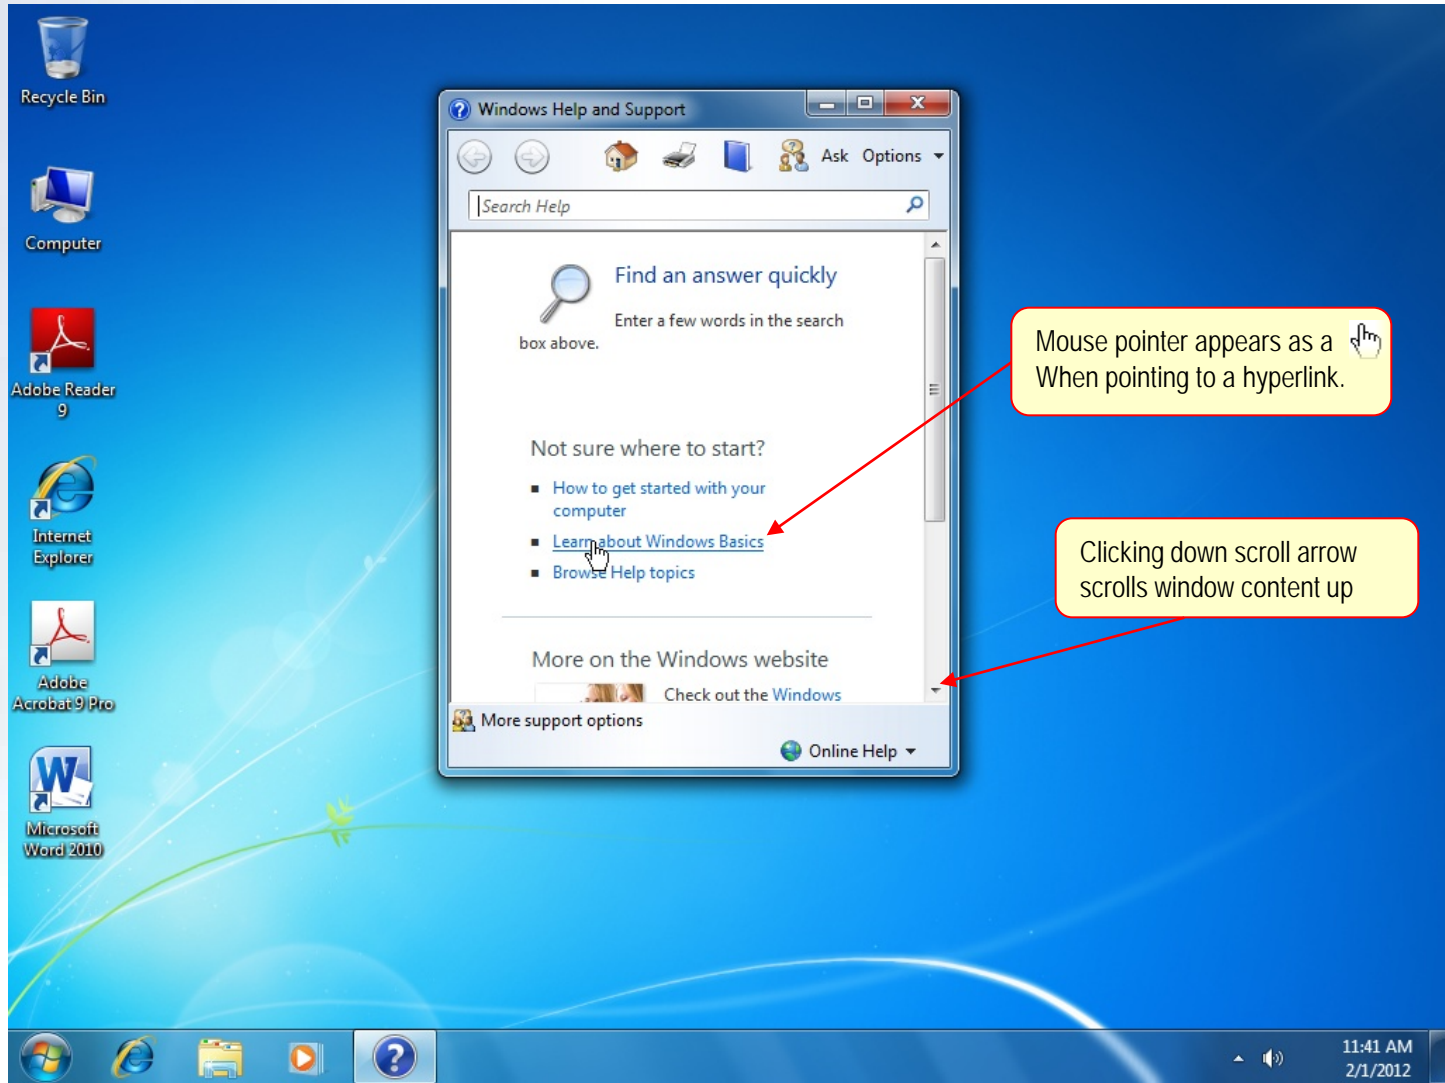 Recycle Bin
Computer
Adobe Reader
9
Internet
Explorer
Adobe
Acrobat 9 Pro
W
Microsoft
Word 2010
Windows Help and Support
Ask Options
Search Help
Find an answer quickly
Enter a few words in the search
box above.
Not sure where to start?
How to get started with your
computer
Learn about Windows Basics
Browse Help topics
More on the Windows website
Check out the Windows
More support options
Online Help
Mouse pointer appears as a
When pointing to a hyperlink.
Clicking down scroll arrow
scrolls window content up
11:41 AM
2/1/2012